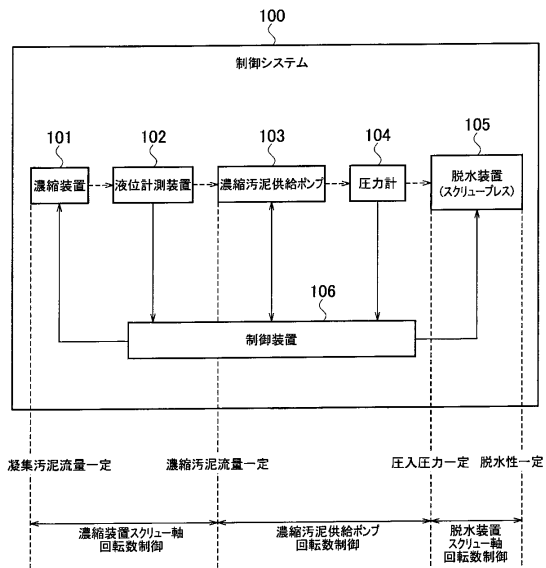 100
制御システム
101
102
103
104
105
濃縮装置
液位計測装置
濃縮汚泥供給ポンプ
圧力計
脱水装置
(スクリュープレス)
106
制御装置
凝集汚泥流量一定
濃縮汚泥流量一定
圧入圧力一定
脱水性一定
濃縮装置スクリュー軸
回転数制御
濃縮汚泥供給ポンプ
回転数制御
脱水装置
スクリュー軸
回転数制御